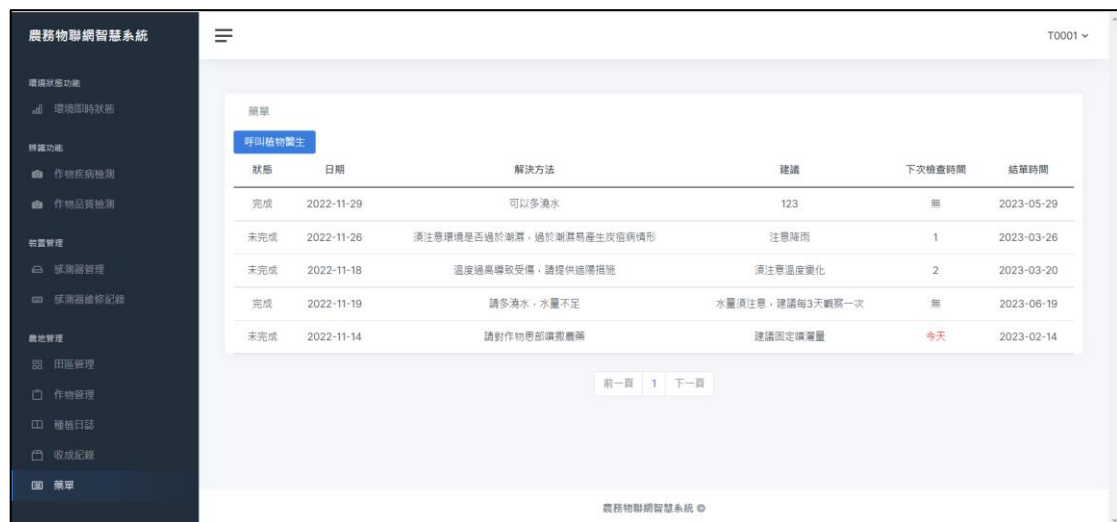 農務物聯網智慧系統
T0001
環境狀態功能
環境即時狀態
辨識功能
作物疾病檢測
作物品質檢測
裝置管理
感測器管理
感測器維修紀錄
農地管理
田區管理
作物管理
種植日誌
收成紀錄
藥單
藥單
呼叫植物醫生
狀態 日期 解決方法 建議 下次檢查時間 結單時間
完成 2022-11-29 可以多澆水 123 無 2023-05-29
未完成 2022-11-26 須注意環境是否過於潮濕，過於潮濕易產生炭疽病情形 注意降雨 1 2023-03-26
未完成 2022-11-18 溫度過高導致受傷，請提供遮陽措施 須注意溫度變化 2 2023-03-20
完成 2022-11-19 請多澆水，水量不足 水量須注意，建議每3天觀察一次 無 2023-06-19
未完成 2022-11-14 請對作物患部噴撒農藥 建議固定噴灑量 今天 2023-02-14
前一頁 1 下一頁
農務物聯網智慧系統 ©